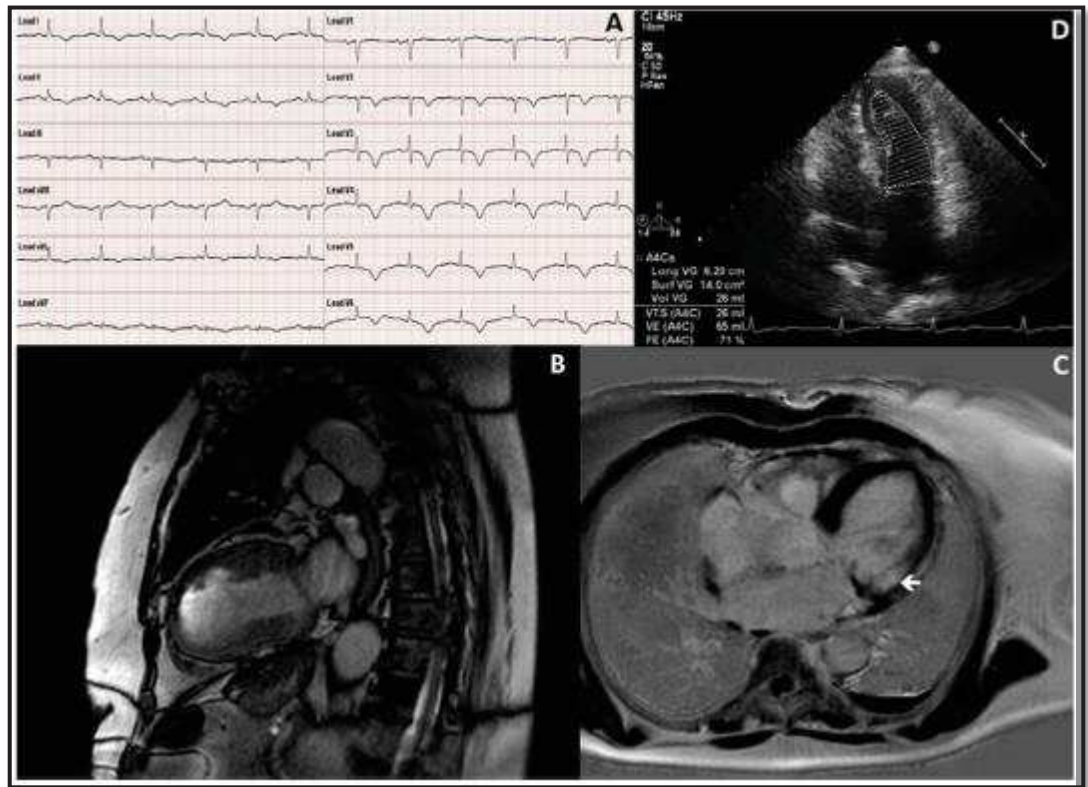 Lead I
Lead V1
A
Lead II
Lead V2
Lead III
Lead V3
Lead aVR
Lead V4
Lead aVL
Lead V5
Lead aVF
Lead V6
CI 45Hz
D
A4Cs
Long VG 6.20 cm
Surf VG 14.0 cm²
Vol VG 26 ml
VTS (A4C) 26 ml
VE (A4C) 65 ml
FE (A4C) 71 %
B
C